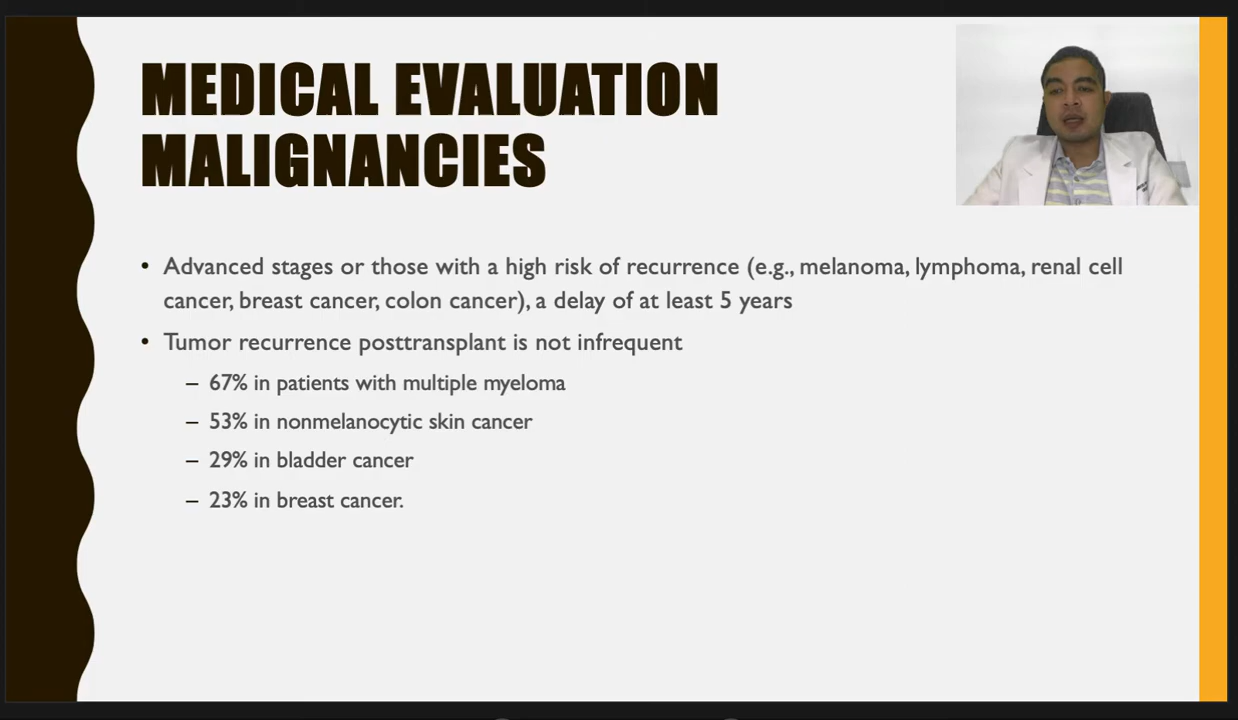 MEDICAL EVALUATION
MALIGNANCIES
• Advanced stages or those with a high risk of recurrence (e.g., melanoma, lymphoma, renal cell
cancer, breast cancer, colon cancer), a delay of at least 5 years
• Tumor recurrence posttransplant is not infrequent
– 67% in patients with multiple myeloma
– 53% in nonmelanocytic skin cancer
– 29% in bladder cancer
– 23% in breast cancer.